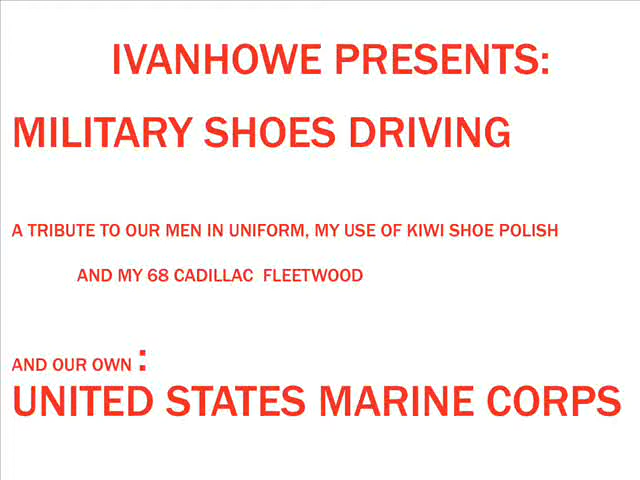 IVANHOWE PRESENTS:
MILITARY SHOES DRIVING
A TRIBUTE TO OUR MEN IN UNIFORM, MY USE OF KIWI SHOE POLISH
AND MY 68 CADILLAC FLEETWOOD
AND OUR OWN :
UNITED STATES MARINE CORPS